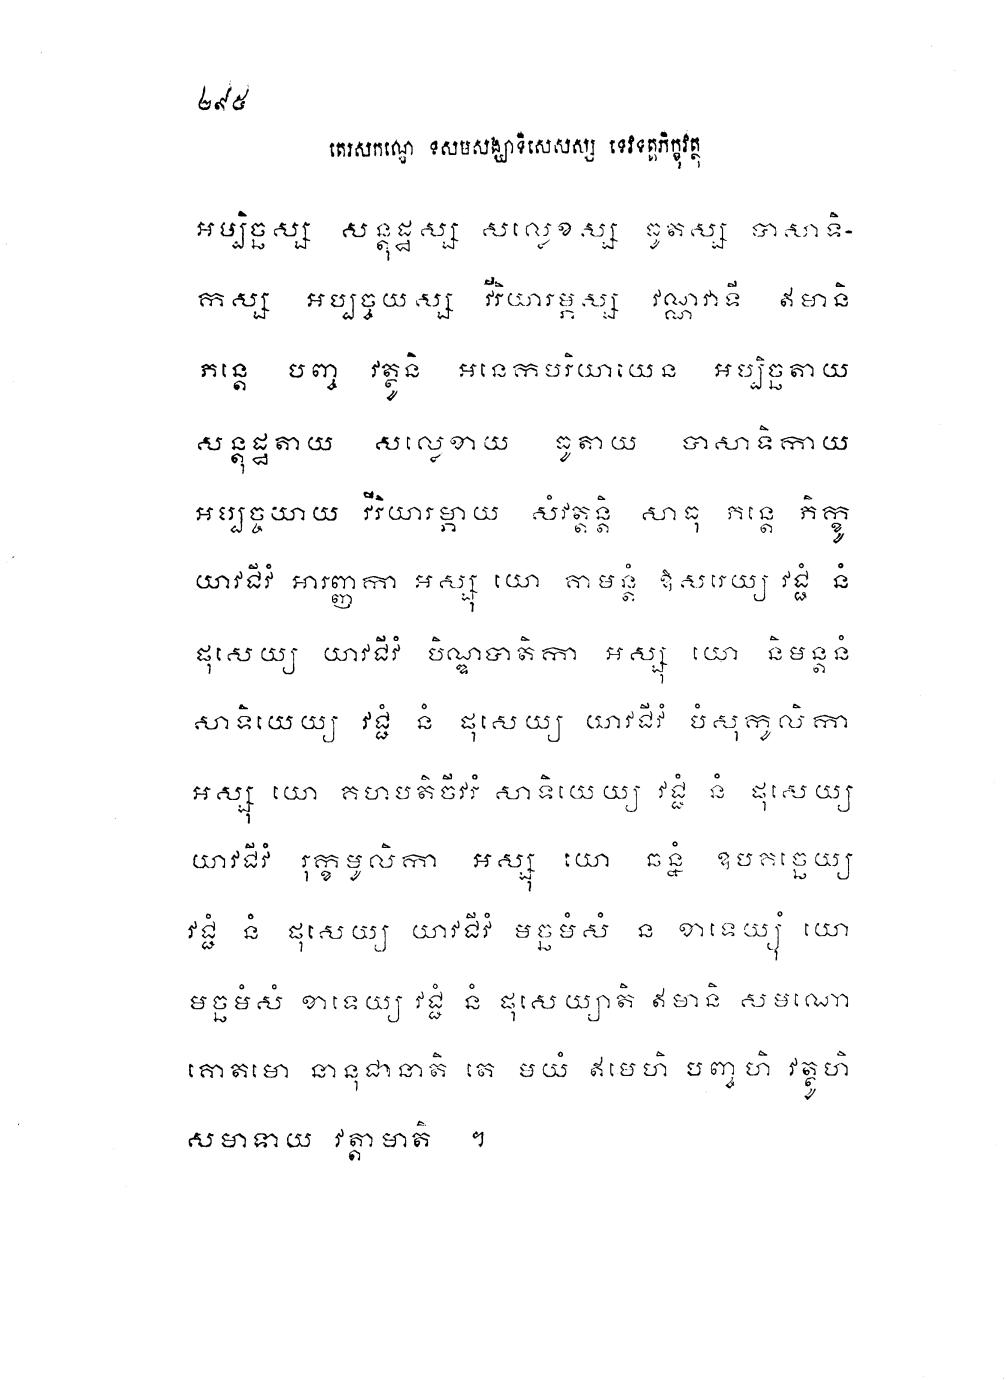 ២៩៥
តេរសកណ្ឌេ ទសមសង្ឃាទិសេសស្ស ទេវទត្តភិក្ខុវត្ថុ
អប្បិច្ឆស្ស សន្តុដ្ឋស្ស សល្លេខស្ស ធូតស្ស បាសាទិ-
កស្ស អប្បច្ចយស្ស វីរិយារម្ភស្ស វណ្ណវាទី ឥមានិ
ភន្តេ បញ្ច វត្ថូនិ អនេកបរិយាយេន អប្បិច្ឆតាយ
សន្តុដ្ឋតាយ សល្លេខាយ ធូតាយ បាសាទិកាយ
អប្បេច្ចយាយ វីរិយារម្ភាយ សំវត្តន្តិ សាធុ ភន្តេ ភិក្ខូ
យាវជីវំ អារញ្ញកា អស្សុ យោ គាមន្តំ ឱសរេយ្យ វជ្ជំ នំ
ផុសេយ្យ យាវជីវំ បិណ្ឌបាតិកា អស្សុ យោ និមន្តនំ
សាទិយេយ្យ វជ្ជំ នំ ផុសេយ្យ យាវជីវំ បំសុកូលិកា
អស្សុ យោ គហបតិចីវរំ សាទិយេយ្យ វជ្ជំ នំ ផុសេយ្យ
យាវជីវំ រុក្ខមូលិកា អស្សុ យោ ឆន្នំ ឧបគច្ឆេយ្យ
វជ្ជំ នំ ផុសេយ្យ យាវជីវំ មច្ឆមំសំ ន ខាទេយ្យុំ យោ
មច្ឆមំសំ ខាទេយ្យ វជ្ជំ នំ ផុសេយ្យាតិ ឥមានិ សមណោ
គោតមោ នានុជានាតិ តេ មយំ ឥមេហិ បញ្ចហិ វត្ថូហិ
សមាទាយ វត្តាមាតិ ។